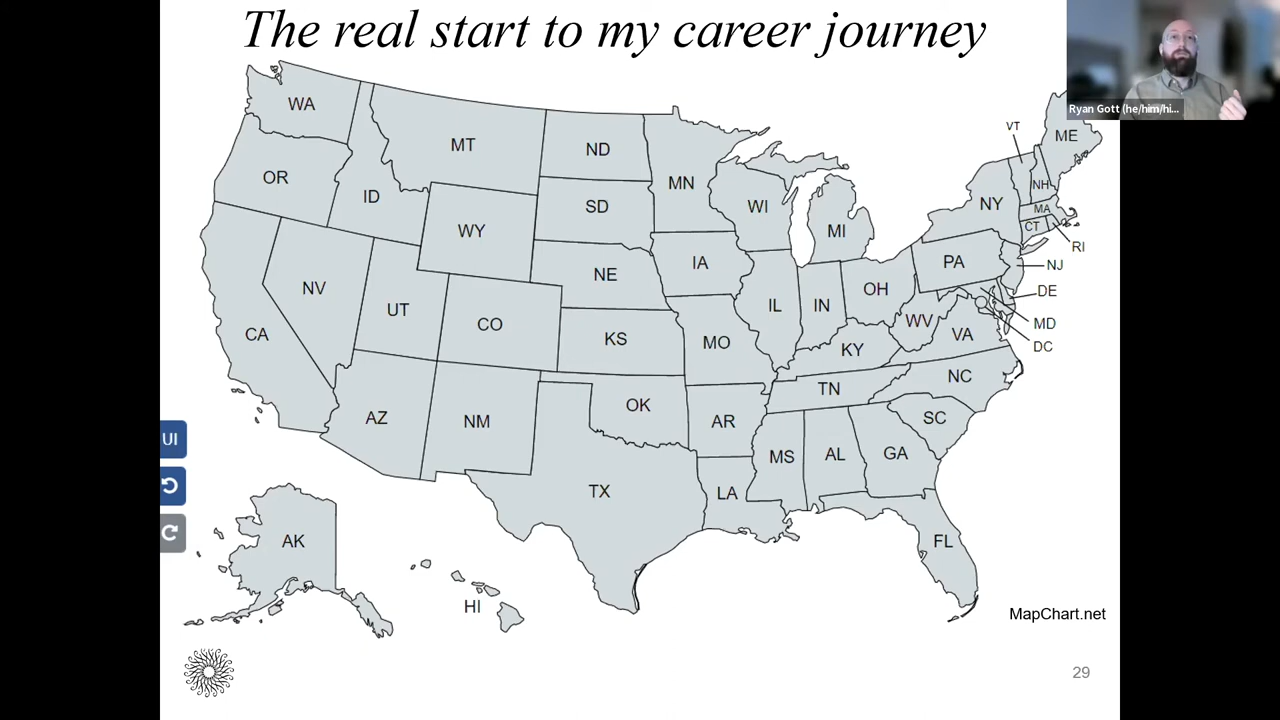 The real start to my career journey
Ryan Gott (he/him/hi...
WA
MT
ND
MN
VT
ME
OR
ID
SD
WI
MI
NY
NH
MA
CT
RI
WY
IA
PA
NJ
NV
UT
NE
IL
IN
OH
DE
CA
CO
KS
MO
KY
WV
VA
MD
DC
AZ
NM
OK
AR
TN
NC
SC
UI
TX
LA
MS
AL
GA
AK
FL
HI
MapChart.net
29